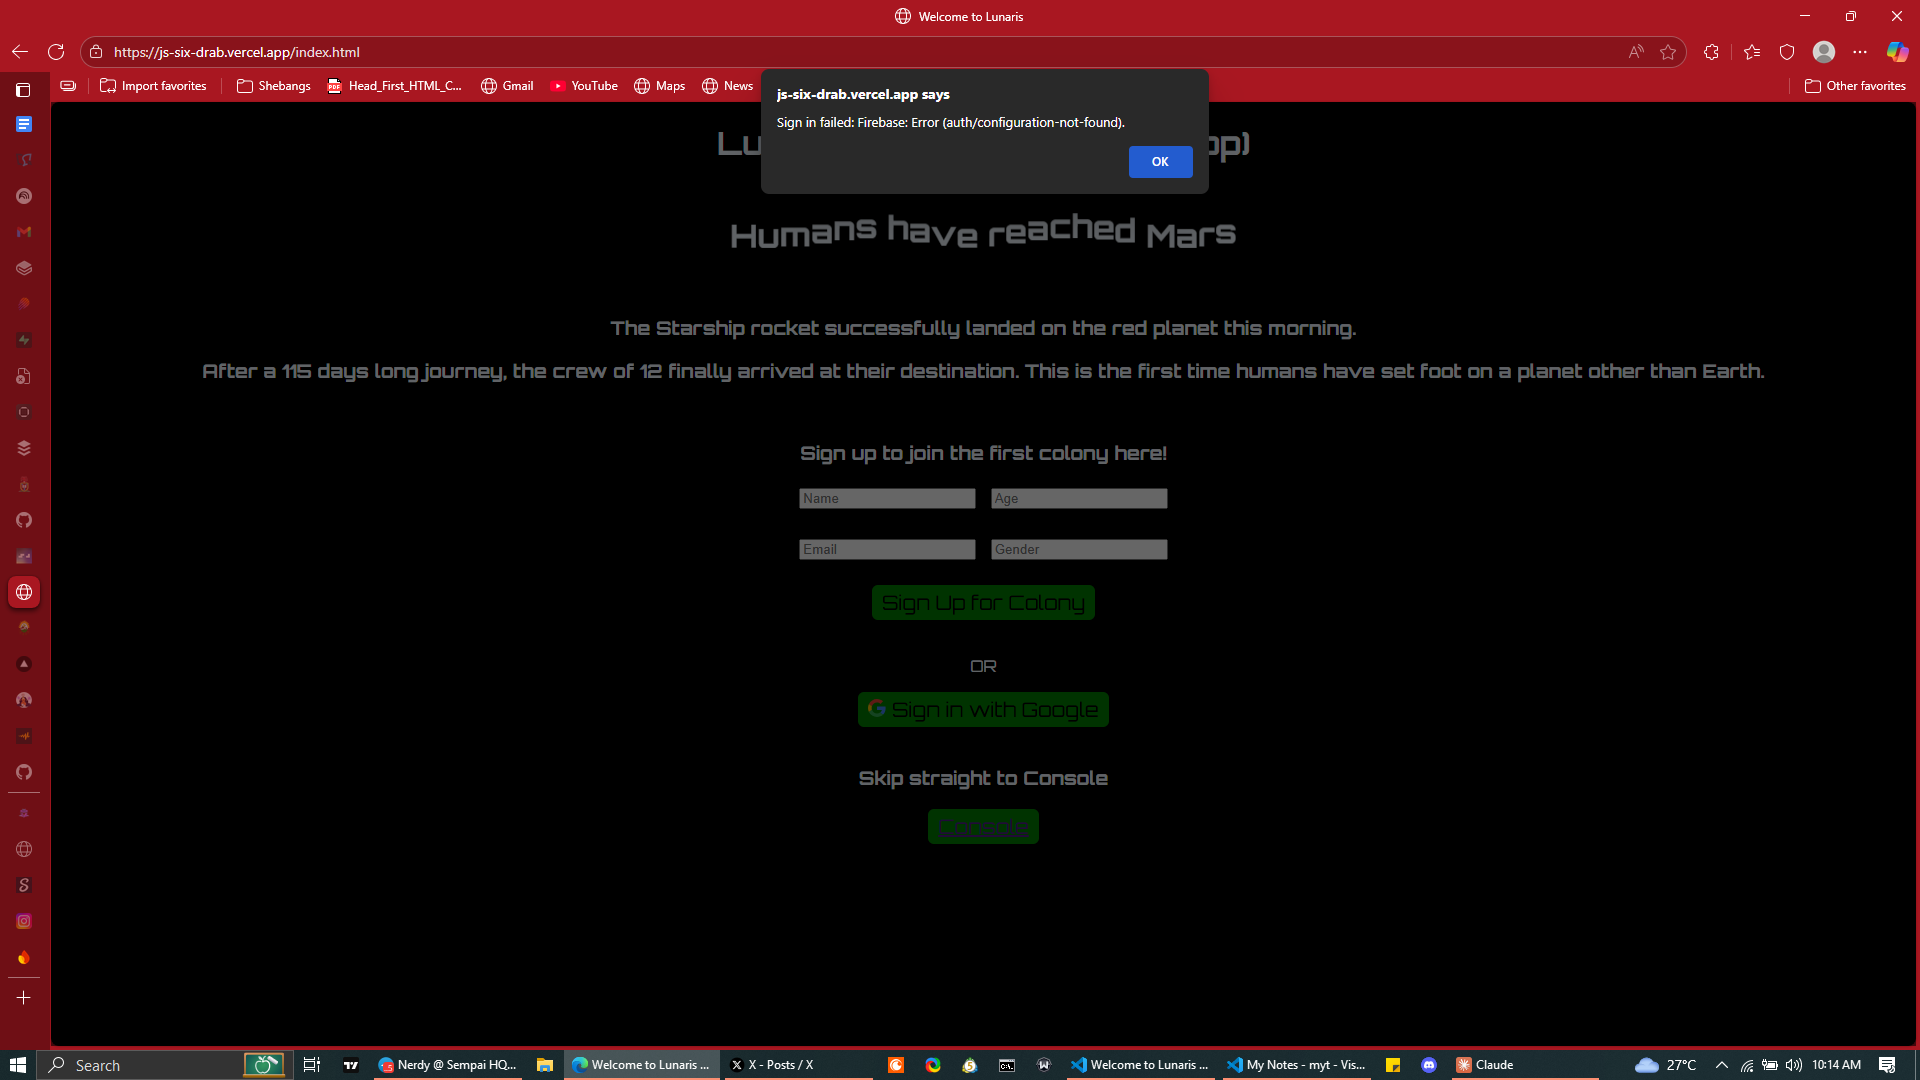 Welcome to Lunaris
https://js-six-drab.vercel.app/index.html
Import favorites
Shebangs
Head_First_HTML_C...
Gmail
YouTube
Maps
News
Other favorites
js-six-drab.vercel.app says
Sign in failed: Firebase: Error (auth/configuration-not-found).
OK
Humans have reached Mars
The Starship rocket successfully landed on the red planet this morning.
After a 115 days long journey, the crew of 12 finally arrived at their destination. This is the first time humans have set foot on a planet other than Earth.
Sign up to join the first colony here!
Name
Age
Email
Gender
Sign Up for Colony
OR
Sign in with Google
Skip straight to Console
Console
Search
Nerdy @ Sempai HQ...
Welcome to Lunaris ...
X - Posts / X
Welcome to Lunaris ...
My Notes - myt - Vis...
Claude
27°C
10:14 AM